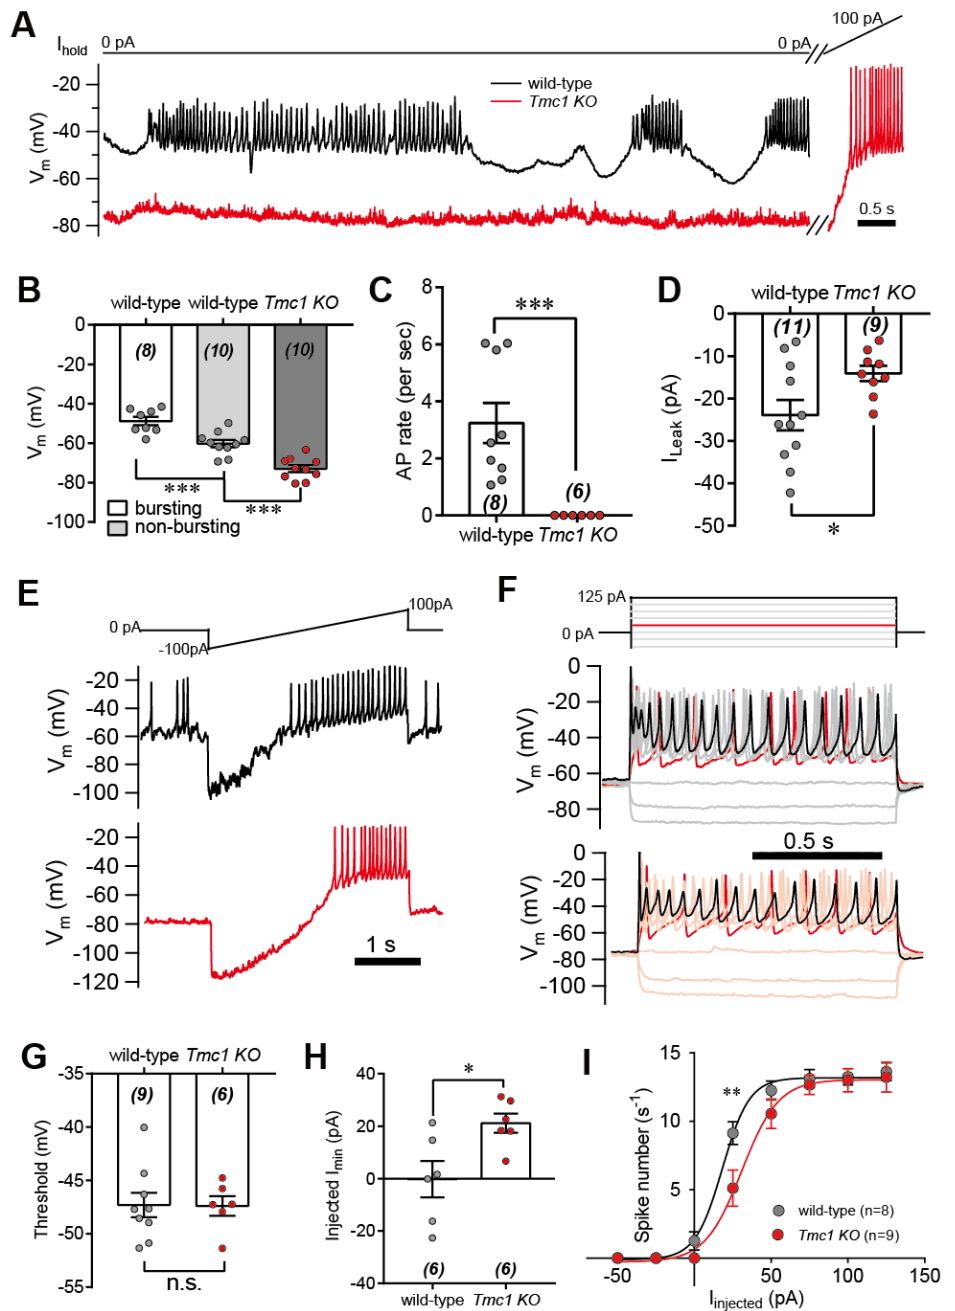 A
I hold
0 pA
0 pA
100 pA
wild-type
Tmc1 KO
-20
-40
-60
-80
Vm (mV)
0.5 s
B
wild-type wild-type Tmc1 KO
0
-20
-40
-60
-80
-100
Vm (mV)
(8)
(10)
(10)
***
***
bursting
non-bursting
C
8
6
4
2
0
AP rate (per sec)
***
(8)
(6)
wild-type Tmc1 KO
D
wild-type Tmc1 KO
0
-10
-20
-30
-40
-50
ILeak (pA)
(11)
(9)
*
E
0 pA
-100pA
100pA
-20
-40
-60
-80
-100
Vm (mV)
-20
-40
-60
-80
-100
-120
Vm (mV)
1 s
F
125 pA
0 pA
0
-20
-40
-60
-80
Vm (mV)
0.5 s
0
-20
-40
-60
-80
-100
Vm (mV)
G
wild-type Tmc1 KO
-35
-40
-45
-50
-55
Threshold (mV)
(9)
(6)
n.s.
H
40
20
0
-20
-40
Injected Imin (pA)
*
(6)
(6)
wild-type Tmc1 KO
I
15
10
5
Spike number (s-1)
**
wild-type (n=8)
Tmc1 KO (n=9)
-50
50
100
150
Iinjected (pA)